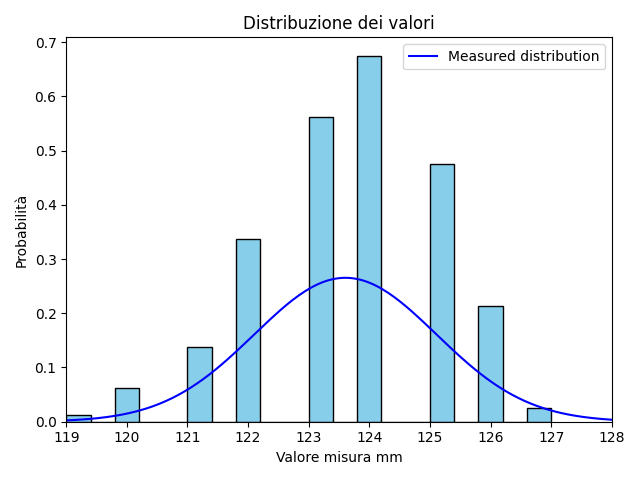 Distribuzione dei valori
Measured distribution
Probabilità
0.7
0.6
0.5
0.4
0.3
0.2
0.1
0.0
119 120 121 122 123 124 125 126 127 128
Valore misura mm